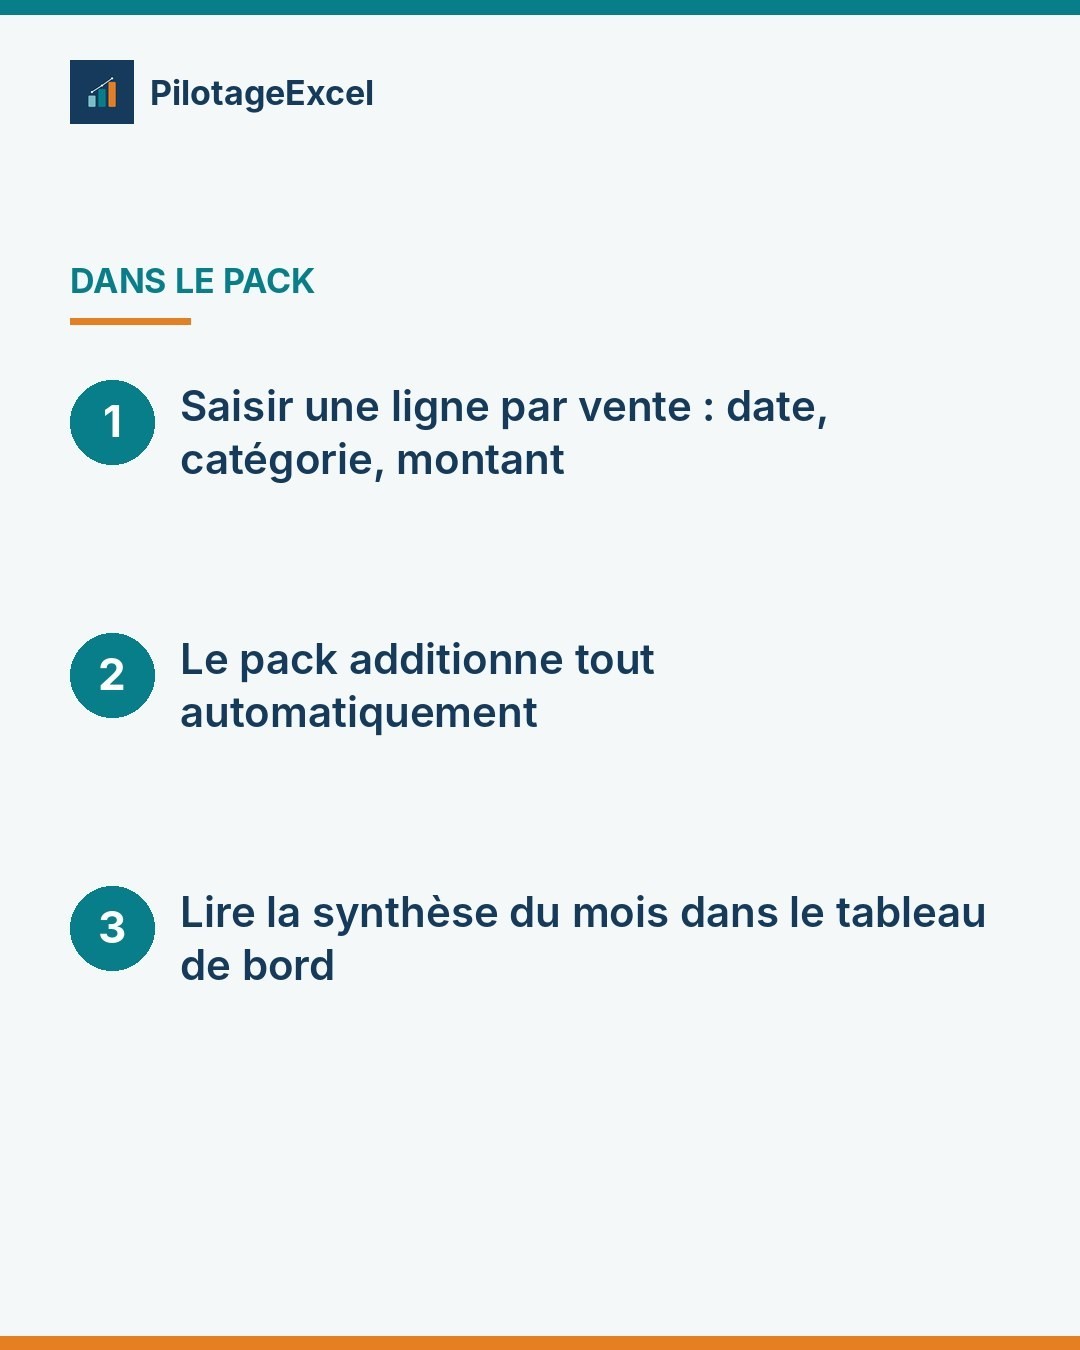 PilotageExcel
DANS LE PACK
1
Saisir une ligne par vente : date,
catégorie, montant
2
Le pack additionne tout
automatiquement
3
Lire la synthèse du mois dans le tableau
de bord